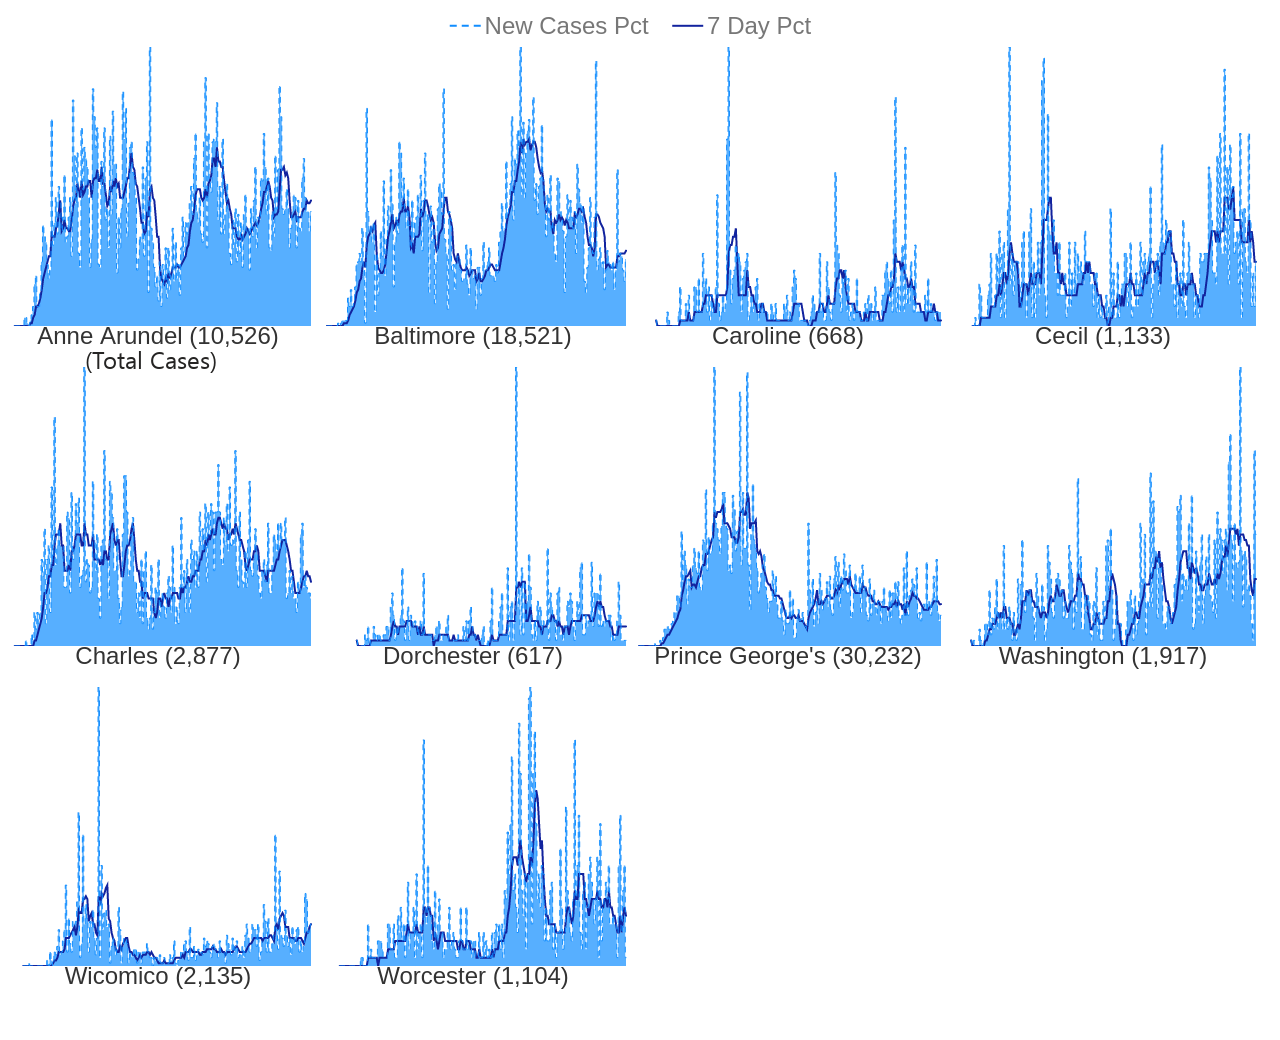 New Cases Pct 7 Day Pct
Anne Arundel (10,526) Baltimore (18,521) Caroline (668) Cecil (1,133)
(Total Cases)
Charles (2,877) Dorchester (617) Prince George's (30,232) Washington (1,917)
Wicomico (2,135) Worcester (1,104)